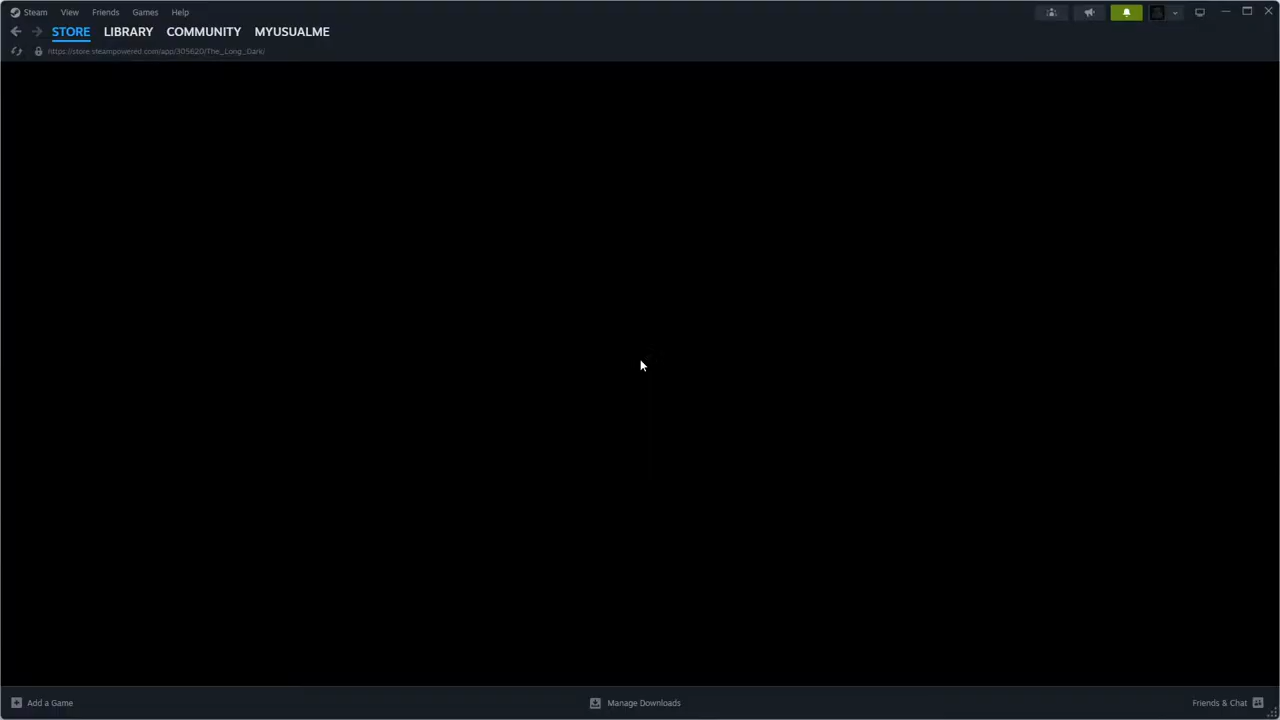 Steam View Friends Games Help
STORE LIBRARY COMMUNITY MYUSUALME
https://store.steampowered.com/app/305620/The_Long_Dark/
Add a Game Manage Downloads Friends & Chat